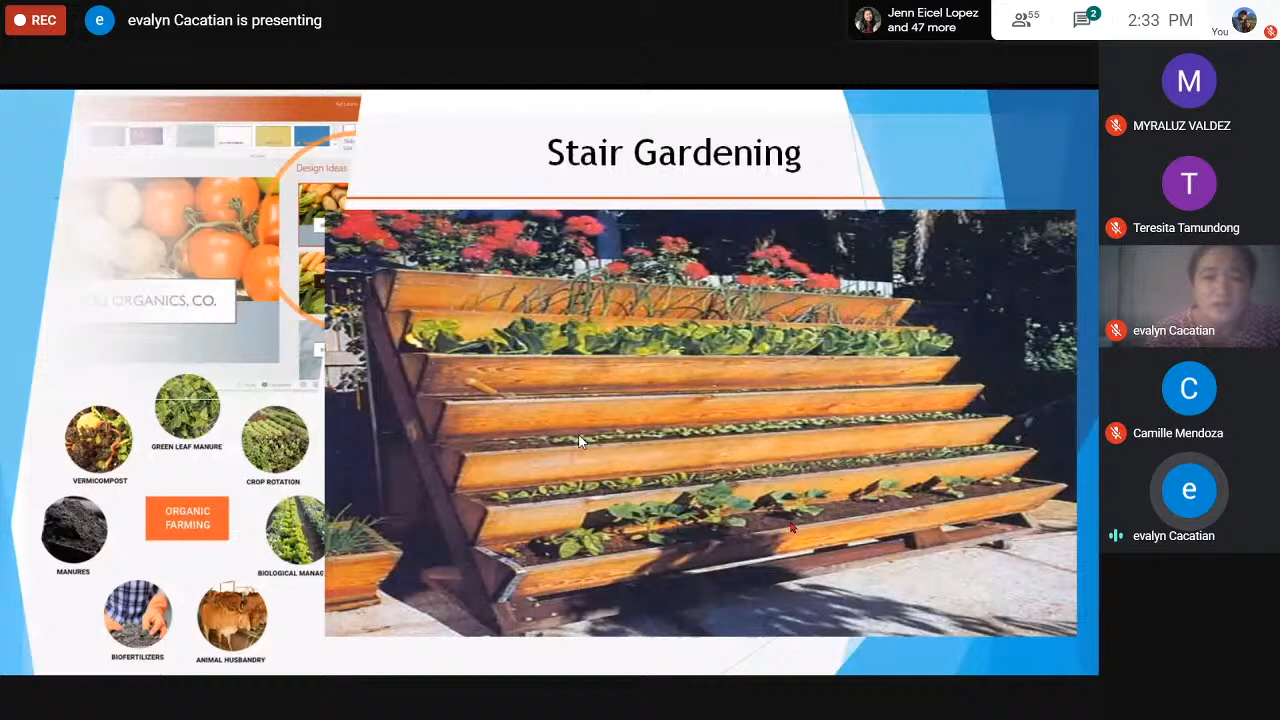 REC
e
evalyn Cacatian is presenting
Jenn Eicel Lopez
and 47 more
55
2
2:33 PM
You
Stair Gardening
Design Ideas
ORGANICS, CO.
GREEN LEAF MANURE
VERMICOMPOST
CROP ROTATION
ORGANIC
FARMING
MANURES
BIOLOGICAL MANAG
BIOFERTILIZERS
ANIMAL HUSBANDRY
M
MYRALUZ VALDEZ
T
Teresita Tamundong
evalyn Cacatian
C
Camille Mendoza
e
evalyn Cacatian